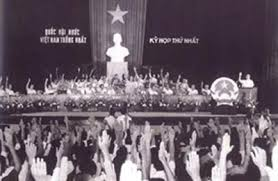 QUỐC HỘI NƯỚC
VIỆT NAM THỐNG NHẤT
KỲ HỌP THỨ NHẤT